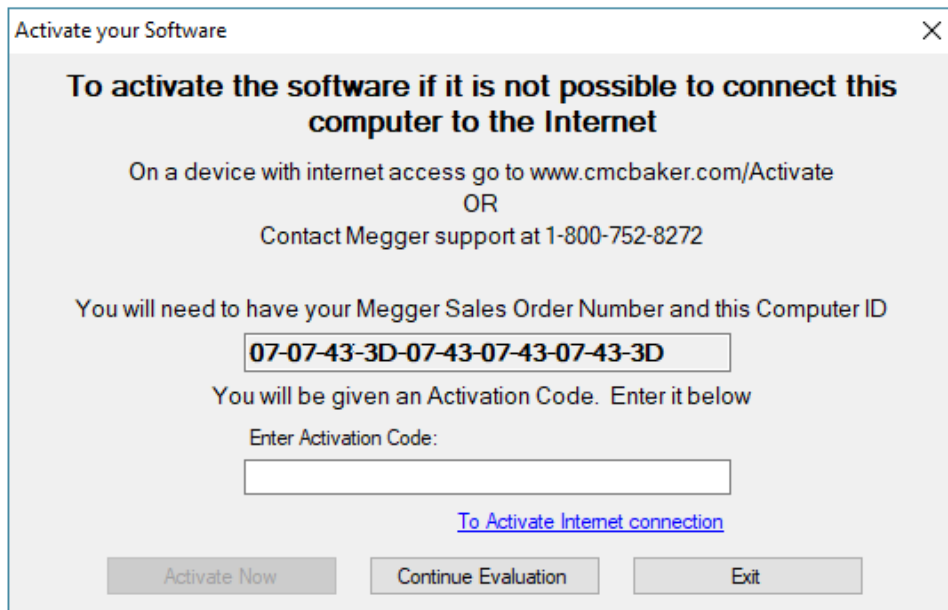 Activate your Software
To activate the software if it is not possible to connect this
computer to the Internet
On a device with internet access go to www.cmcbaker.com/Activate
OR
Contact Megger support at 1-800-752-8272
You will need to have your Megger Sales Order Number and this Computer ID
07-07-43-3D-07-43-07-43-07-43-3D
You will be given an Activation Code.  Enter it below
Enter Activation Code:
To Activate Internet connection
Activate Now
Continue Evaluation
Exit